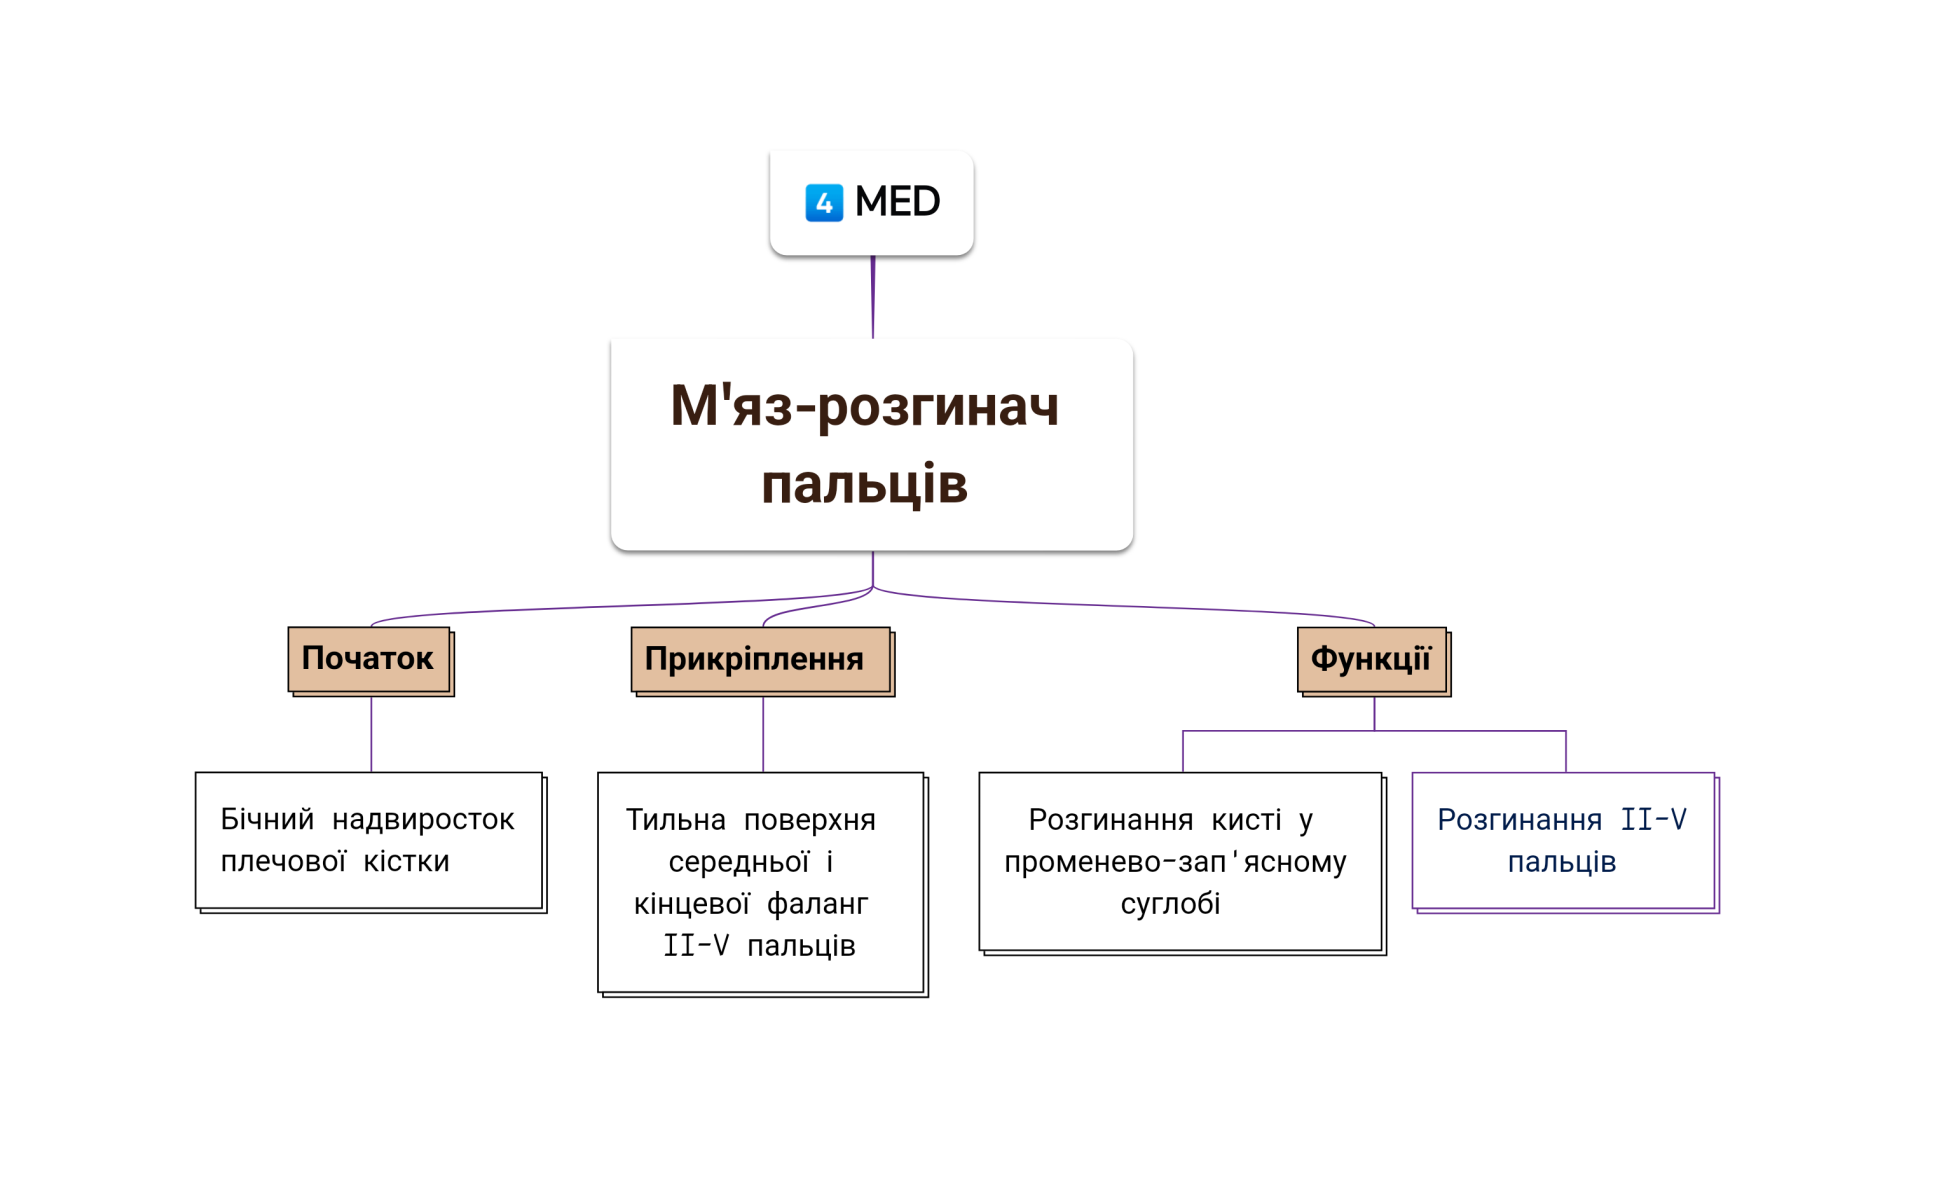 4 MED
М'яз-розгинач
пальців
Початок
Прикріплення
Функції
Бічний надвиросток
плечової кістки
Тильна поверхня
середньої і
кінцевої фаланг
II-V пальців
Розгинання кисті у
променево-зап'ясному
суглобі
Розгинання II-V
пальців